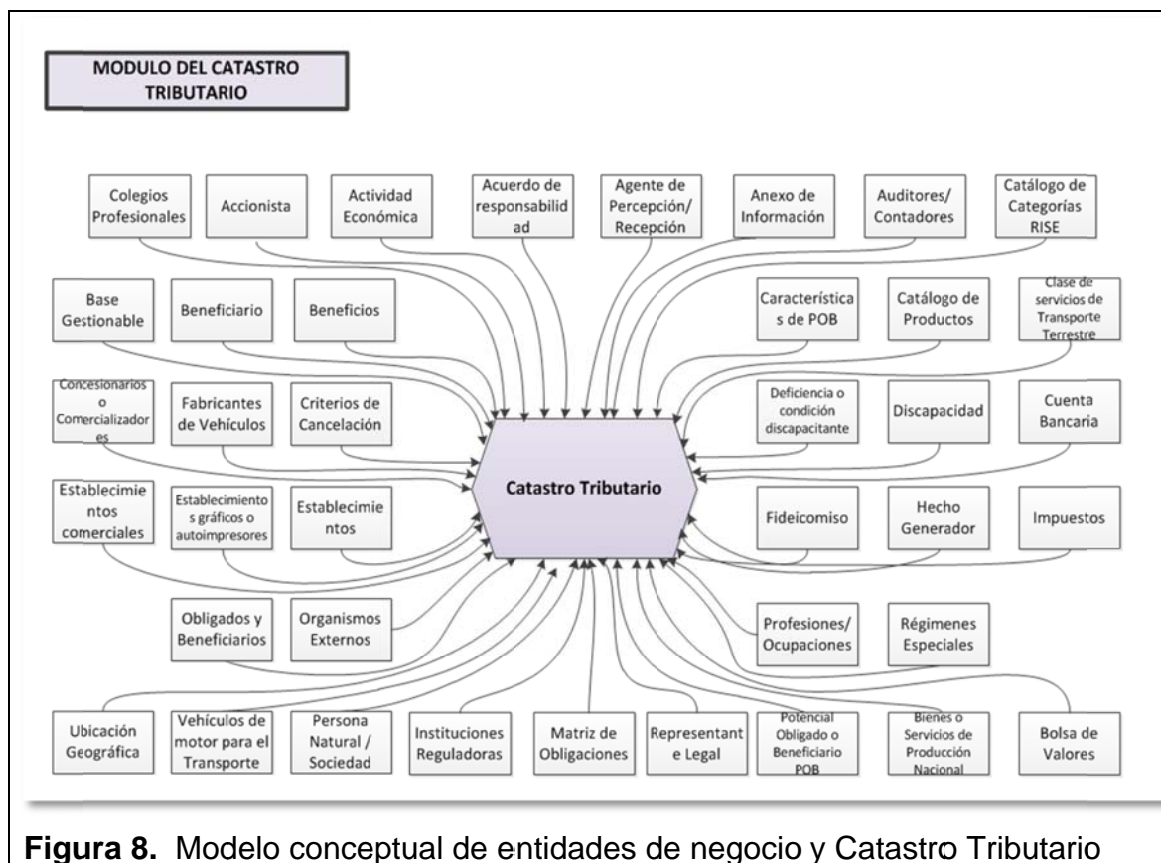 MODULO DEL CATASTRO
TRIBUTARIO
Colegios
Profesionales
Accionista
Actividad
Económica
Acuerdo de
responsabilid
ad
Agente de
Percepción/
Recepción
Anexo de
Información
Auditores/
Contadores
Catálogo de
Categorías
RISE
Base
Gestionable
Beneficiario
Beneficios
Característica
s de POB
Catálogo de
Productos
Clase de
servicios de
Transporte
Terrestre
Concesionarios
o
Comercializador
es
Fabricantes
de Vehículos
Criterios de
Cancelación
Deficiencia o
condición
discapacitante
Discapacidad
Cuenta
Bancaria
Catastro Tributario
Establecimie
ntos
comerciales
Establecimiento
s gráficos o
autoimpresores
Establecimie
ntos
Fideicomiso
Hecho
Generador
Impuestos
Obligados y
Beneficiarios
Organismos
Externos
Profesiones/
Ocupaciones
Régimenes
Especiales
Ubicación
Geográfica
Vehículos de
motor para el
Transporte
Persona
Natural /
Sociedad
Instituciones
Reguladoras
Matriz de
Obligaciones
Representant
e Legal
Potencial
Obligado o
Beneficiario
POB
Bienes o
Servicios de
Producción
Nacional
Bolsa de
Valores
Figura 8. Modelo conceptual de entidades de negocio y Catastro Tributario